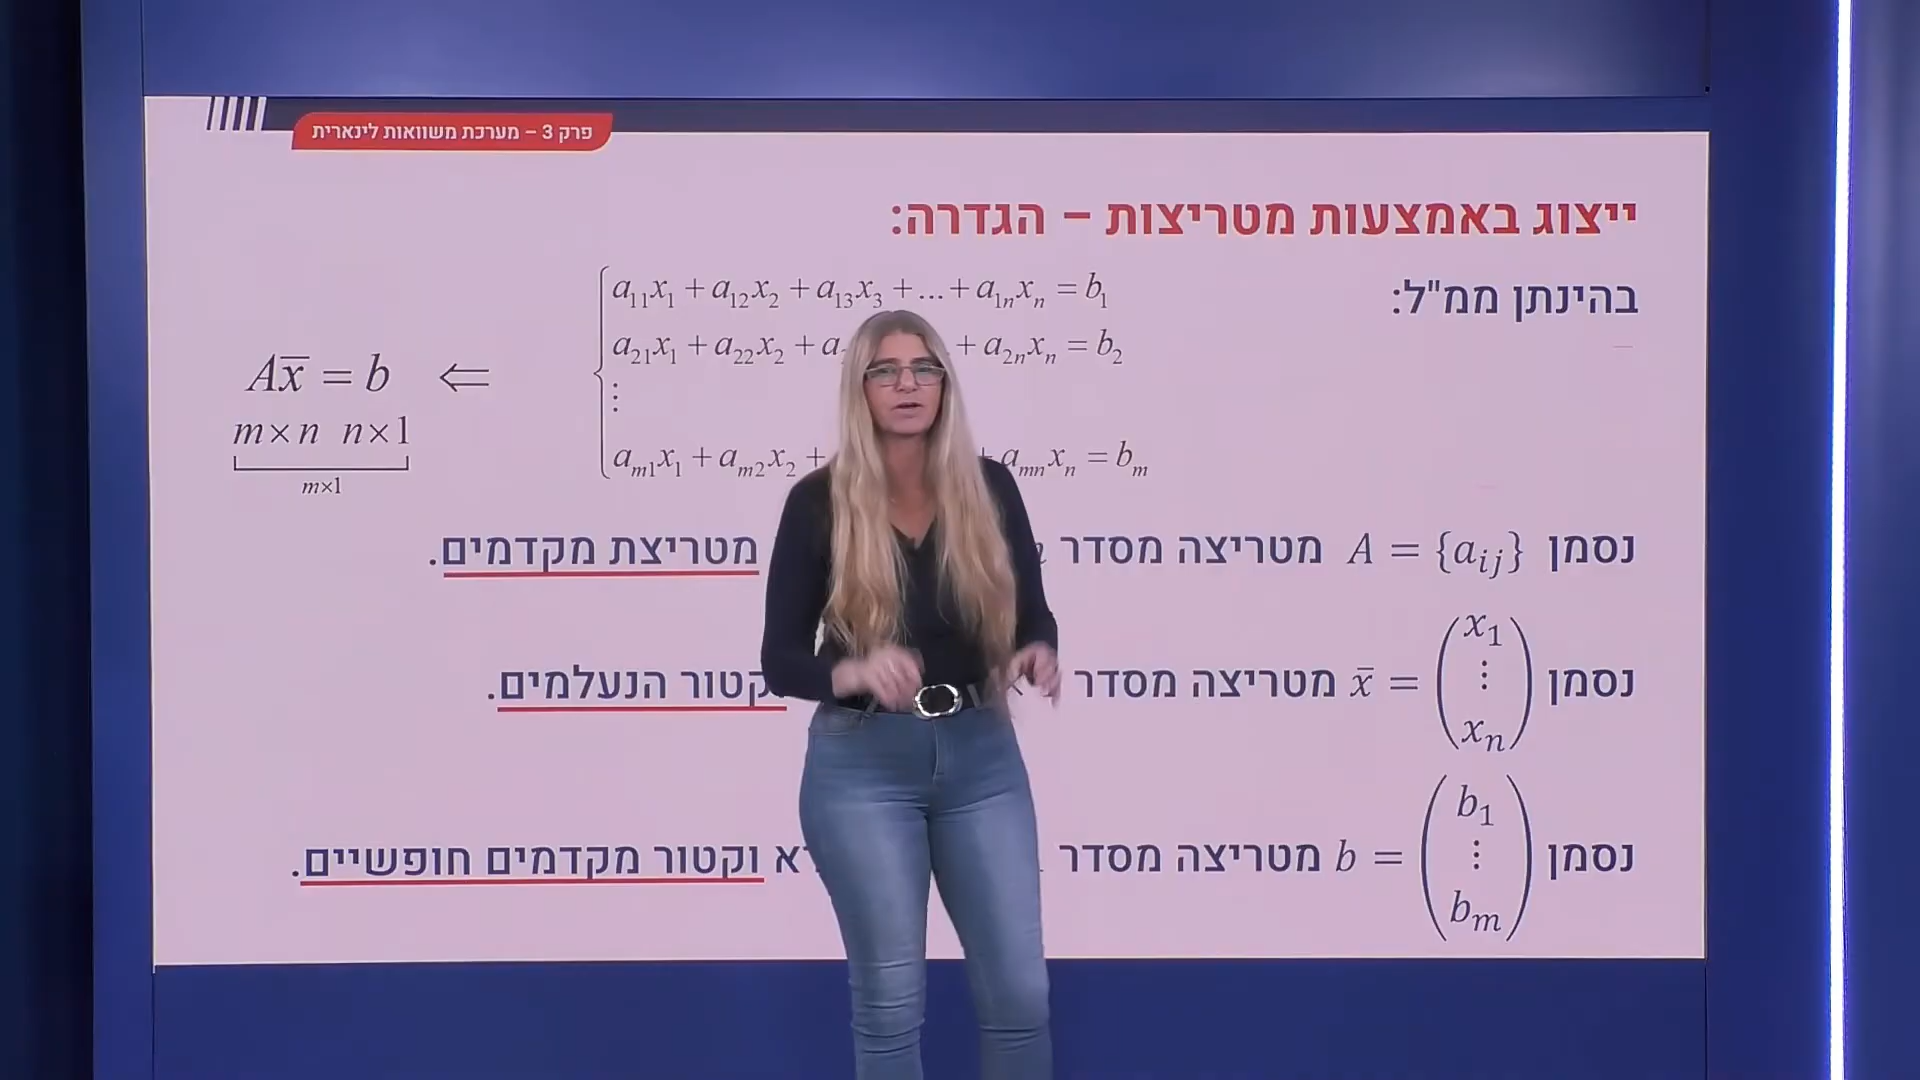 פרק 3 – מערכת משוואות לינארית
ייצוג באמצעות מטריצות – הגדרה:
בהינתן ממ"ל:
a₁₁x₁ + a₁₂x₂ + a₁₃x₃ + ... + a₁ₙxₙ = b₁
a₂₁x₁ + a₂₂x₂ + a + a₂ₙxₙ = b₂
⋮
aₘ₁x₁ + aₘ₂x₂ + + aₘₙxₙ = bₘ
⇐
Ax̅ = b
m×n n×1
m×1
נסמן A = {aᵢⱼ} מטריצה מסדר מטריצת מקדמים.
נסמן x̄ = (x₁ ⋮ xₙ) מטריצה מסדר הנעלמים.
נסמן b = (b₁ ⋮ bₘ) מטריצה מסדר וקטור מקדמים חופשיים.